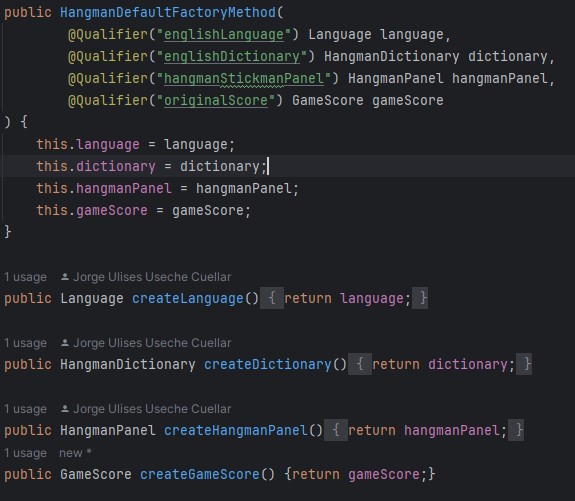 public HangmanDefaultFactoryMethod(
@Qualifier("englishLanguage") Language language,
@Qualifier("englishDictionary") HangmanDictionary dictionary,
@Qualifier("hangmanStickmanPanel") HangmanPanel hangmanPanel,
@Qualifier("originalScore") GameScore gameScore
) {
this.language = language;
this.dictionary = dictionary;
this.hangmanPanel = hangmanPanel;
this.gameScore = gameScore;
}
1 usage Jorge Ulises Useche Cuellar
public Language createLanguage() { return language; }
1 usage Jorge Ulises Useche Cuellar
public HangmanDictionary createDictionary() { return dictionary; }
1 usage Jorge Ulises Useche Cuellar
public HangmanPanel createHangmanPanel() { return hangmanPanel; }
1 usage new *
public GameScore createGameScore() {return gameScore;}